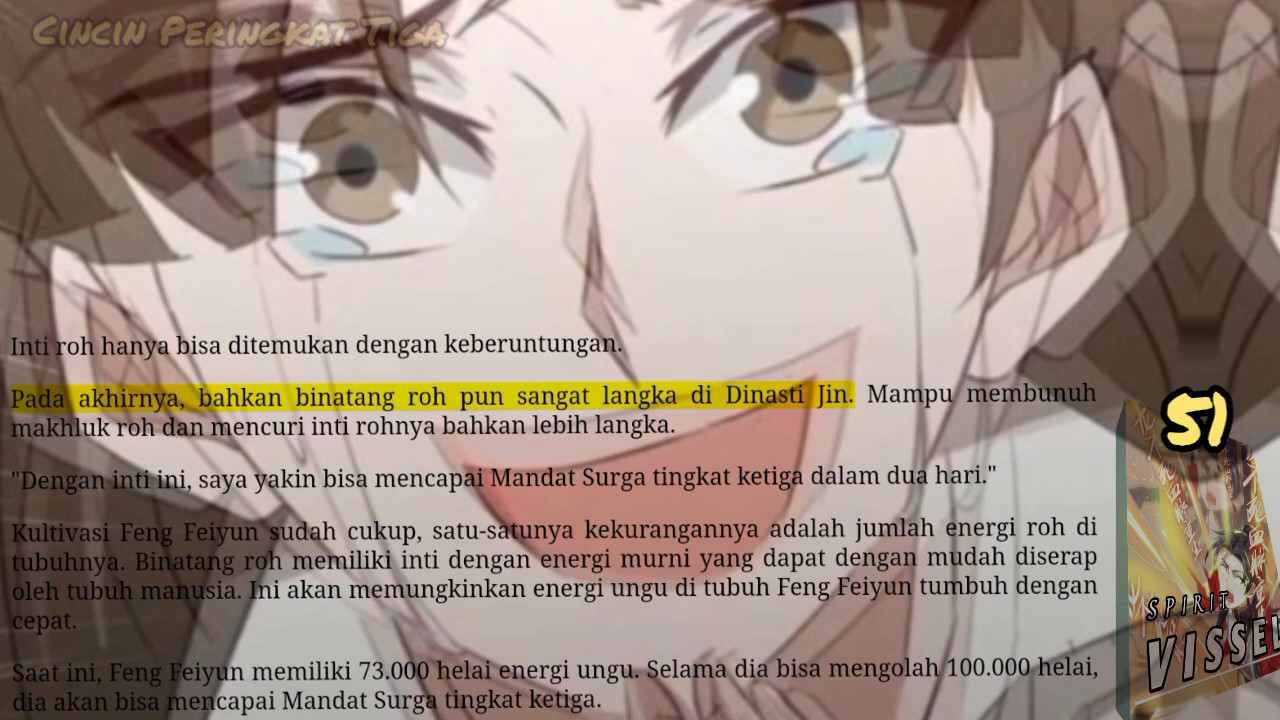 Cincin Peringkat Tiga
Inti roh hanya bisa ditemukan dengan keberuntungan.
Pada akhirnya, bahkan binatang roh pun sangat langka di Dinasti Jin. Mampu membunuh
makhluk roh dan mencuri inti rohnya bahkan lebih langka.
"Dengan inti ini, saya yakin bisa mencapai Mandat Surga tingkat ketiga dalam dua hari."
Kultivasi Feng Feiyun sudah cukup, satu-satunya kekurangannya adalah jumlah energi roh di
tubuhnya. Binatang roh memiliki inti dengan energi murni yang dapat dengan mudah diserap
oleh tubuh manusia. Ini akan memungkinkan energi ungu di tubuh Feng Feiyun tumbuh dengan
cepat.
Saat ini, Feng Feiyun memiliki 73.000 helai energi ungu. Selama dia bisa mengolah 100.000 helai,
dia akan bisa mencapai Mandat Surga tingkat ketiga.
51
SPIRIT
VISSEL